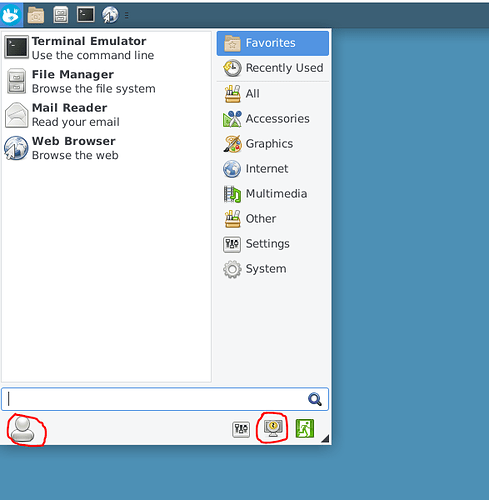 Terminal Emulator
Use the command line
File Manager
Browse the file system
Mail Reader
Read your email
Web Browser
Browse the web
Favorites
Recently Used
All
Accessories
Graphics
Internet
Multimedia
Other
Settings
System